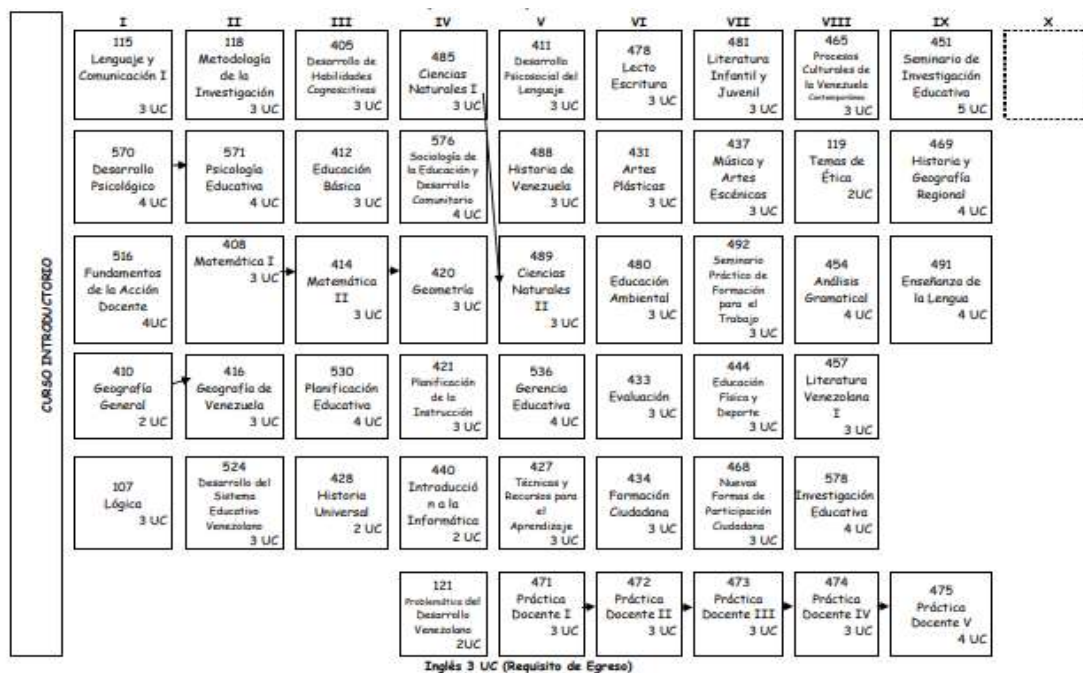 I II III IV V VI VII VIII IX X
CURSO INTRODUCTORIO
115
Lenguaje y
Comunicación I
3 UC
118
Metodología
de la
Investigación
3 UC
405
Desarrollo de
Habilidades
Cognoscitivas
3 UC
485
Ciencias
Naturales I
3 UC
411
Desarrollo
Psicosocial del
Lenguaje
3 UC
478
Lecto
Escritura
3 UC
481
Literatura
Infantil y
Juvenil
3 UC
465
Procesos
Culturales de
la Venezuela
Contemporánea
3 UC
451
Seminario de
Investigación
Educativa
5 UC
570
Desarrollo
Psicológico
4 UC
571
Psicología
Educativa
4 UC
412
Educación
Básica
3 UC
576
Sociología de
la Educación y
Desarrollo
Comunitario
4 UC
488
Historia de
Venezuela
3 UC
431
Artes
Plásticas
3 UC
437
Música y
Artes
Escénicas
3 UC
119
Temas de
Ética
2UC
469
Historia y
Geografía
Regional
4 UC
516
Fundamentos
de la Acción
Docente
4UC
408
Matemática I
3 UC
414
Matemática
II
3 UC
420
Geometría
3 UC
489
Ciencias
Naturales
II
3 UC
480
Educación
Ambiental
3 UC
492
Seminario
Práctico de
Formación
para el
Trabajo
3 UC
454
Análisis
Gramatical
4 UC
491
Enseñanza de
la Lengua
4 UC
410
Geografía
General
2 UC
416
Geografía de
Venezuela
3 UC
530
Planificación
Educativa
4 UC
421
Planificación
de la
Instrucción
3 UC
536
Gerencia
Educativa
4 UC
433
Evaluación
3 UC
444
Educación
Física y
Deporte
3 UC
457
Literatura
Venezolana
I
3 UC
107
Lógica
3 UC
524
Desarrollo del
Sistema
Educativo
Venezolano
3 UC
428
Historia
Universal
2 UC
440
Introducció
n a la
Informática
2 UC
427
Técnicas y
Recursos para
el
Aprendizaje
3 UC
434
Formación
Ciudadana
3 UC
468
Nuevas
Formas de
Participación
Ciudadana
3 UC
578
Investigación
Educativa
4 UC
121
Problemática del
Desarrollo
Venezolano
2UC
471
Práctica
Docente I
3 UC
472
Práctica
Docente II
3 UC
473
Práctica
Docente III
3 UC
474
Práctica
Docente IV
3 UC
475
Práctica
Docente V
4 UC
Inglés 3 UC (Requisito de Egreso)